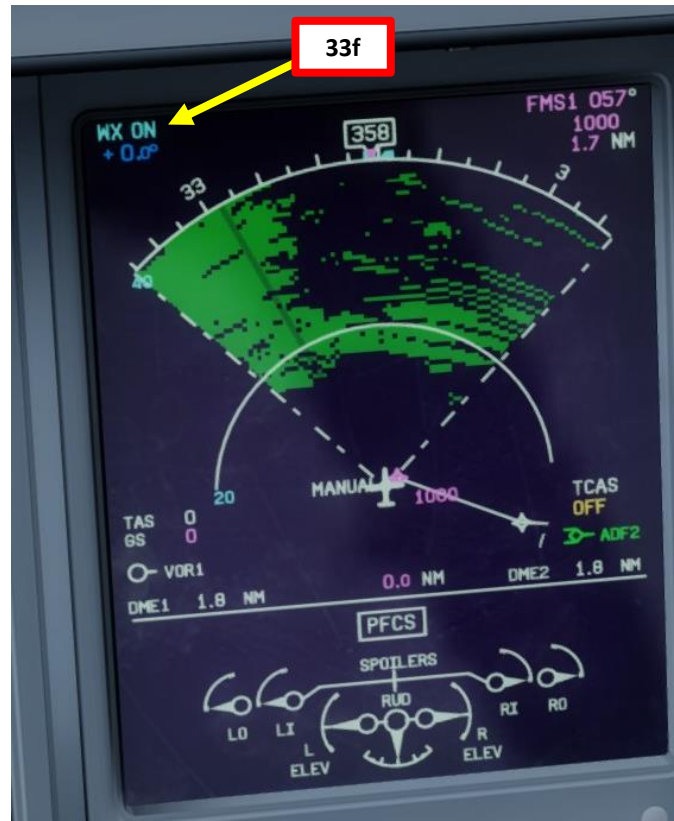 33f
WX ON
+ 0.0°
FMS1 057°
1000
1.7 NM
358
33
3
40
20
MANUAL
1000
TCAS
OFF
ADF2
TAS 0
GS 0
VOR1
DME1 1.8 NM
0.0 NM
DME2 1.8 NM
PFCS
SPOILERS
RUD
LO LI
RI RO
L
ELEV
R
ELEV